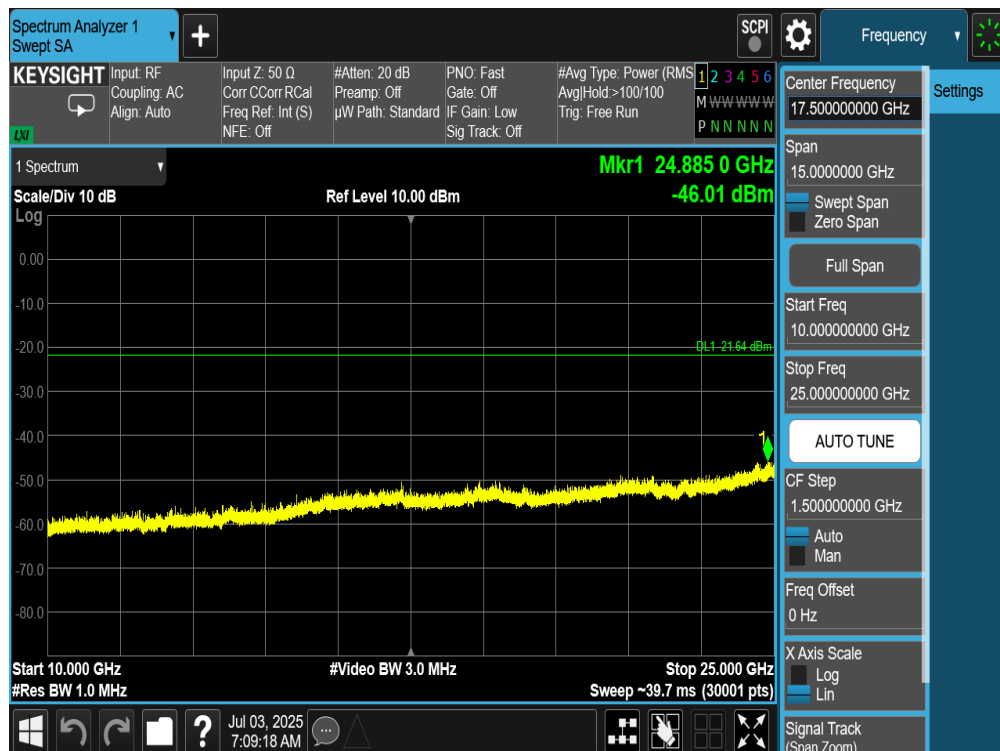 Spectrum Analyzer 1
Swept SA
+
SCPI
Frequency
KEYSIGHT
Input: RF
Coupling: AC
Align: Auto
Input Z: 50 Ω
Corr CCorr RCal
Freq Ref: Int (S)
NFE: Off
#Atten: 20 dB
Preamp: Off
µW Path: Standard
PNO: Fast
Gate: Off
IF Gain: Low
Sig Track: Off
#Avg Type: Power (RMS
Avg|Hold:>100/100
Trig: Free Run
1 2 3 4 5 6
M W W W W W
P N N N N N
LXI
1 Spectrum
Mkr1 24.885 0 GHz
-46.01 dBm
Scale/Div 10 dB
Ref Level 10.00 dBm
Log
0.00
-10.0
-20.0
-30.0
-40.0
-50.0
-60.0
-70.0
-80.0
DL1 -21.64 dBm
1
Start 10.000 GHz
#Video BW 3.0 MHz
Stop 25.000 GHz
#Res BW 1.0 MHz
Sweep ~39.7 ms (30001 pts)
Center Frequency
17.500000000 GHz
Settings
Span
15.0000000 GHz
Swept Span
Zero Span
Full Span
Start Freq
10.000000000 GHz
Stop Freq
25.000000000 GHz
AUTO TUNE
CF Step
1.500000000 GHz
Auto
Man
Freq Offset
0 Hz
X Axis Scale
Log
Lin
Signal Track
(Span Zoom)
?
Jul 03, 2025
7:09:18 AM